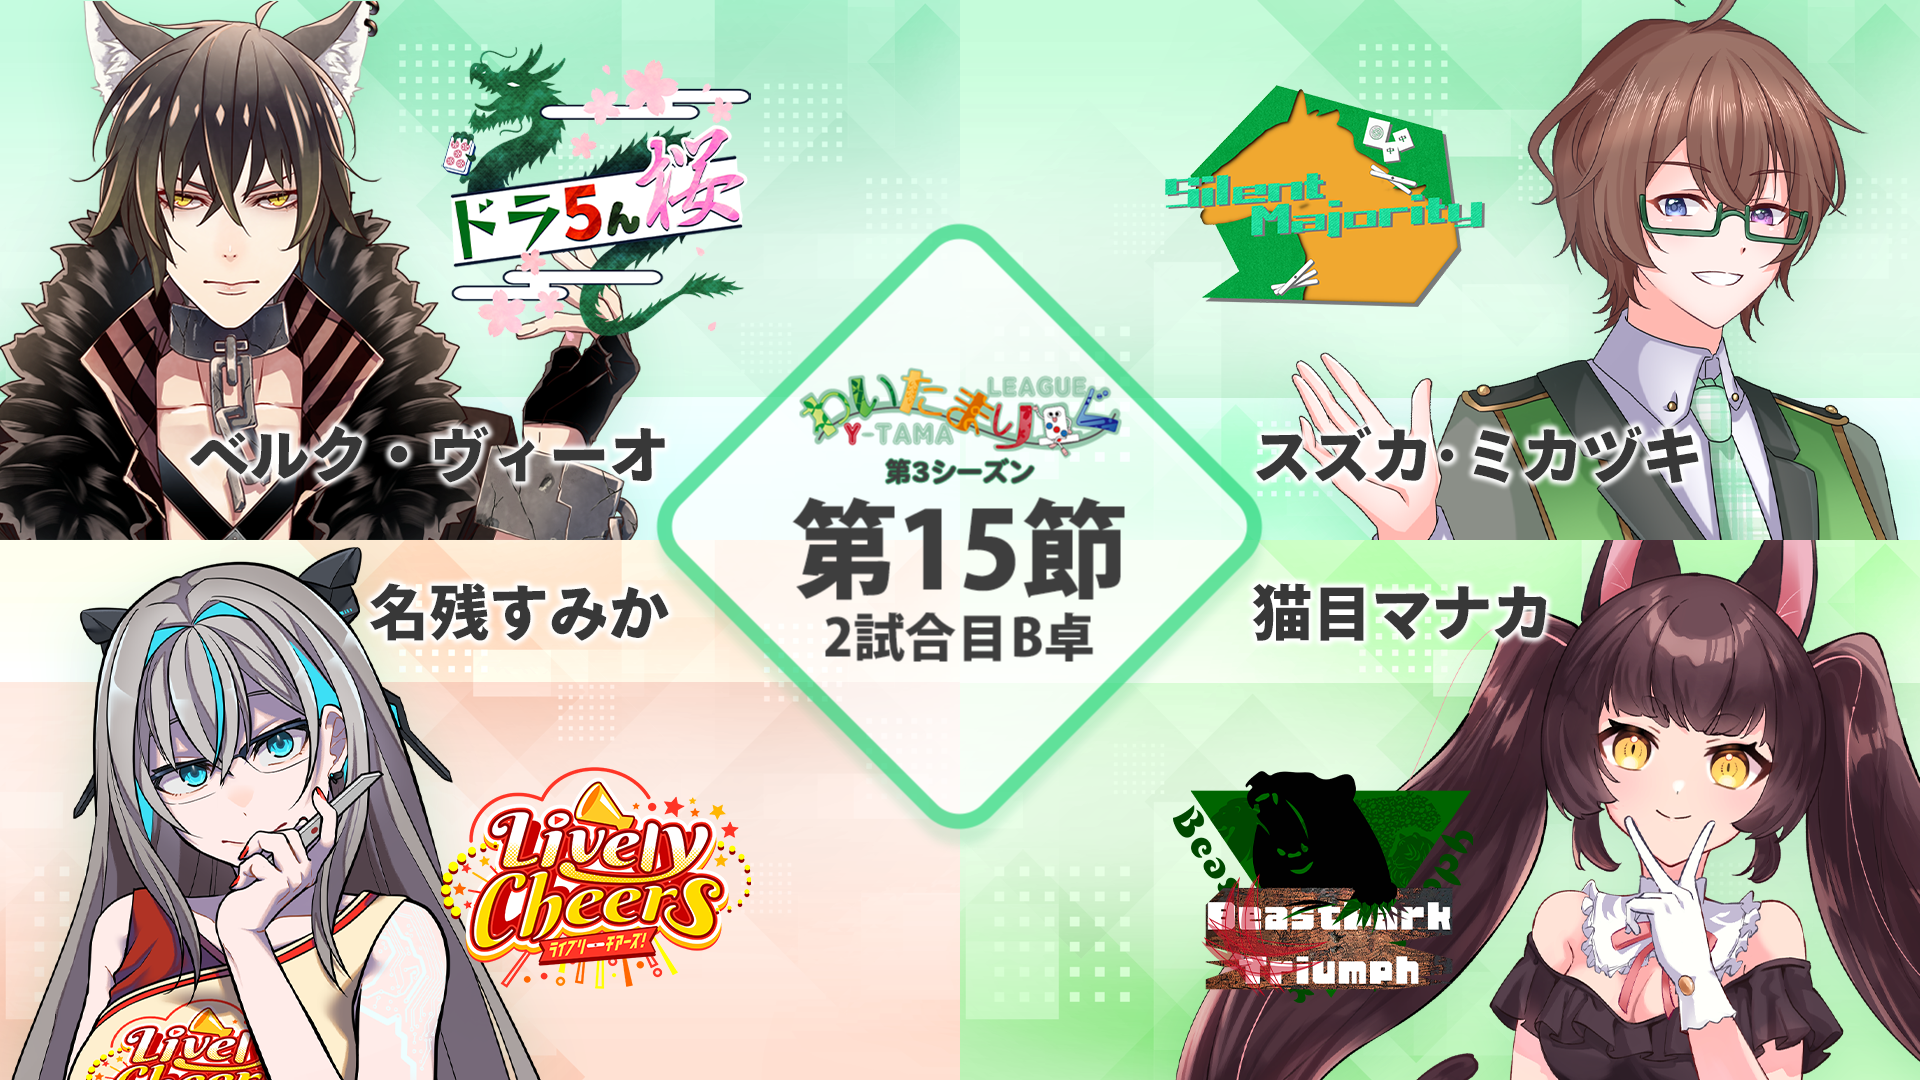 ドラ5ん桜
ベルク・ヴィーオ
Silent
Majority
スズカ・ミカヅキ
わいたまりーぐ
LEAGUE
Y-TAMA
第3シーズン
第15節
2試合目B卓
名残すみか
Lively
Cheers
ライブリーチアーズ!
猫目マナカ
Triumph